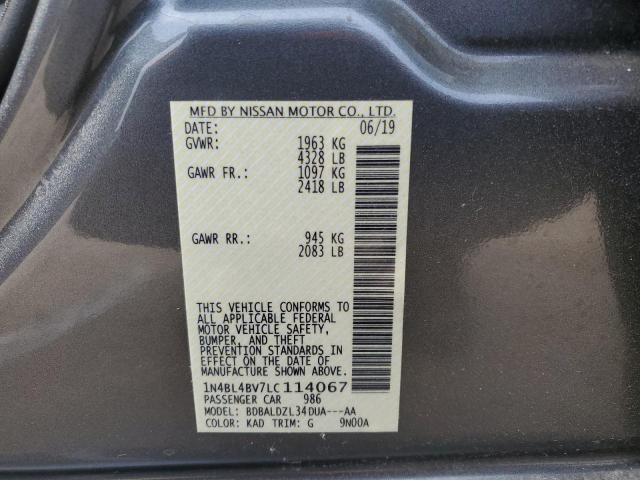 MFD BY NISSAN MOTOR CO., LTD.
DATE: 06/19
GVWR: 1963 KG
4328 LB
GAWR FR.: 1097 KG
2418 LB
GAWR RR.: 945 KG
2083 LB
THIS VEHICLE CONFORMS TO
ALL APPLICABLE FEDERAL
MOTOR VEHICLE SAFETY,
BUMPER, AND THEFT
PREVENTION STANDARDS IN
EFFECT ON THE DATE OF
MANUFACTURE SHOWN ABOVE.
1N4BL4BV7LC114067
PASSENGER CAR 986
MODEL: BDBALDZL34DUA---AA
COLOR: KAD TRIM: G 9N00A